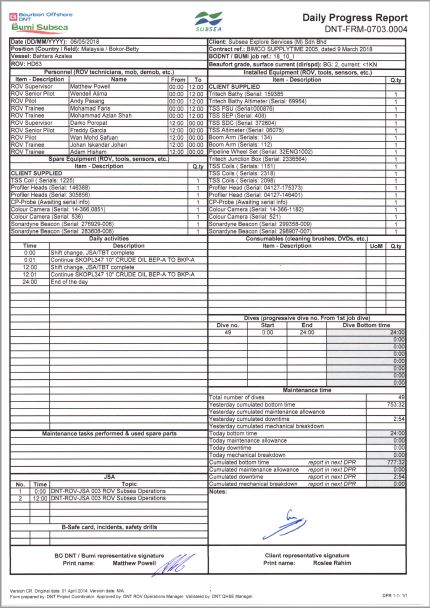 Bourbon Offshore
DNT
Bumi Subsea
SUBSEA
Daily Progress Report
DNT-FRM-0703.0004
Date (DD/MM/YYYY): 06/05/2018
Client: Subsea Explore Services (M) Sdn Bhd
Position (Country / field): Malaysia / Bokor-Betty
Contract ref.: BIMCO SUPPLYTIME 2005, dated 9 March 2018
Vessel: Bahtera Azalea
BODNT / BUMI job ref.: 18_10_I
ROV: HD63
Beaufort grade, surface current (dir/spd): BG: 2, current: <1KN
Personnel (ROV technicians, mob, demob, etc.)
Item - Description Name From To
ROV Supervisor Matthew Powell 00:00 12:00
ROV Senior Pilot Wendell Alima 00:00 12:00
ROV Pilot Andy Pasang 00:00 12:00
ROV Trainee Mohamad Faris 00:00 12:00
ROV Trainee Mohammad Azlan Shah 00:00 12:00
ROV Supervisor Darko Poropat 12:00 00:00
ROV Senior Pilot Freddy Garcia 12:00 00:00
ROV Pilot Wan Mohd Safuan 12:00 00:00
ROV Trainee Johan Iskandar Johari 12:00 00:00
ROV Trainee Adam Hisham 12:00 00:00
Installed Equipment (ROV, tools, sensors, etc.)
Item - Description Q.ty
CLIENT SUPPLIED
Tritech Bathy (Serial: 159385 1
Tritech Bathy Altimeter (Serial: 69954) 1
TSS PSU (Serial:000876) 1
TSS SEP (Serial: 408) 1
TSS SDC (Serial: 372604) 1
TSS Altimeter (Serial: 06075) 1
Boom Arm (Serial: 134) 1
Boom Arm (Serial: 112) 1
Pipeline Wheel Set (Serial: 32ENG1002) 1
Tritech Junction Box (Serial: 2336564) 1
TSS Coils (Serial: 1151) 1
TSS Coils (Serial: 2318) 1
TSS Coils (Serial: 2098) 1
Profiler Head (Serial: 04127-175373) 1
Profiler Head (Serial: 04127-146401) 1
CP-Probe (Awaiting serial info) 1
Colour Camera (Serial: 14-366-1182) 1
Colour Camera (Serial: 521) 1
Sonardyne Beacon (Serial: 299358-009) 1
Sonardyne Beacon (Serial: 298907-007) 1
Spare Equipment (ROV, tools, sensors, etc.)
Item - Description Q.ty
CLIENT SUPPLIED
TSS Coil ( Serials: 1225) 1
Profiler Heads (Serial: 146388) 1
Profiler Heads (Serial: 305856) 1
CP-Probe (Awaiting serial info) 1
Colour Camera (Serial: 14-366,0851) 1
Colour Camera (Serial: 536) 1
Sonardyne Beacon (Serial: 276929-006) 1
Sonardyne Beacon (Serial: 283608-008) 1
Daily activities
Time Description
0:00 Shift change, JSA/TBT complete
0:01 Continue SKOPL347 10" CRUDE OIL BEP-A TO BKP-A
12:00 Shift change, JSA/TBT complete
12:01 Continue SKOPL347 10" CRUDE OIL BEP-A TO BKP-A
24:00 End of the day
Consumables (cleaning brushes, DVDs, etc.)
Item - Description UoM Q.ty
Dives (progressive dive no. From 1st job dive)
Dive no. Start End Dive Bottom time
49 0:00 24:00 24:00
0:00
0:00
0:00
0:00
0:00
0:00
Maintenance time
Total number of dives 49
Yesterday cumulated bottom time 753:32
Yesterday cumulated maintenance allowance
Yesterday cumulated downtime 2:54
Yesterday cumulated mechanical breakdown
Today bottom time 24:00
Today maintenance allowance 0:00
Today downtime 0:00
Today mechanical breakdown 0:00
Cumulated bottom time report in next DPR 777:32
Cumulated maintenance allowance report in next DPR 0:00
Cumulated downtime report in next DPR 2:54
Cumulated mechanical breakdown report in next DPR 0:00
Maintenance tasks performed & used spare parts
JSA
No. Time Topic
1 0:00 DNT-ROV-JSA 003 ROV Subsea Operations
2 12:00 DNT-ROV-JSA 003 ROV Subsea Operations
B-Safe card, incidents, safety drills
Notes:
BO DNT / Bumi representative signature
Print name: Matthew Powell
Client representative signature
Print name: Roslee Rahim
Version CR. Original date: 01 April 2014. Version date: N/A.
Form prepared by: DNT Project Coordinator. Approved by: DNT ROV Operations Manager. Validated by: DNT QHSE Manager.
DPR 1-1- 1/1